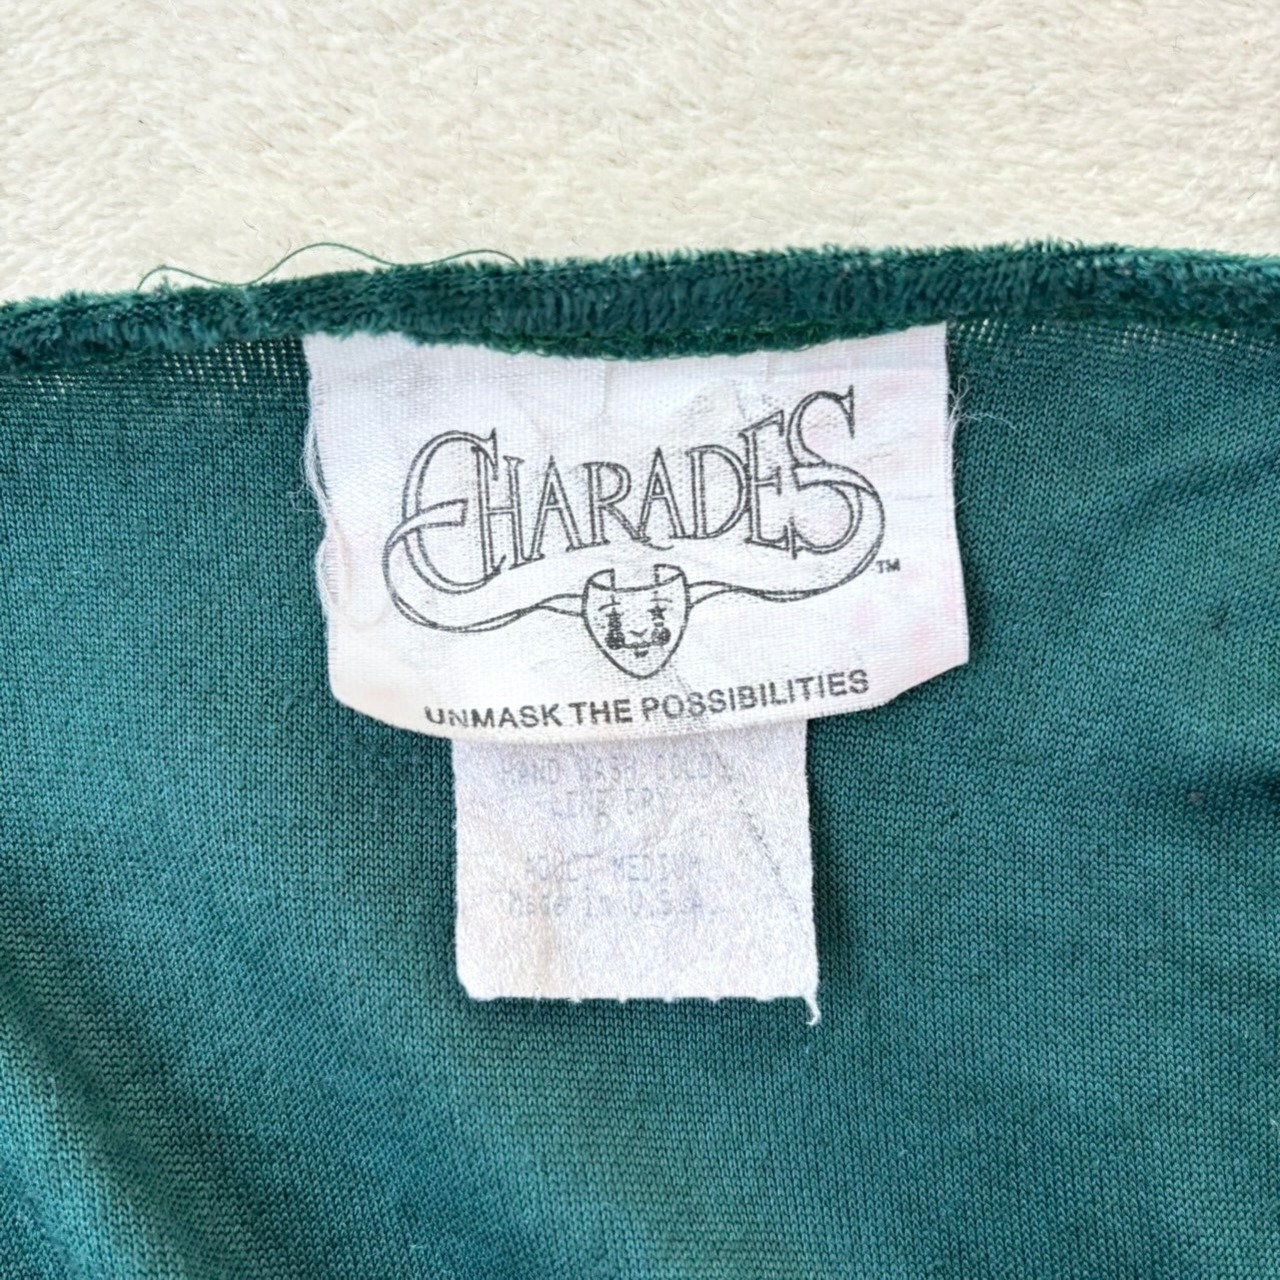 CHARADES
TM
UNMASK THE POSSIBILITIES
HAND WASH COLD
LINE DRY
ADULT MEDIUM
Made in U.S.A.